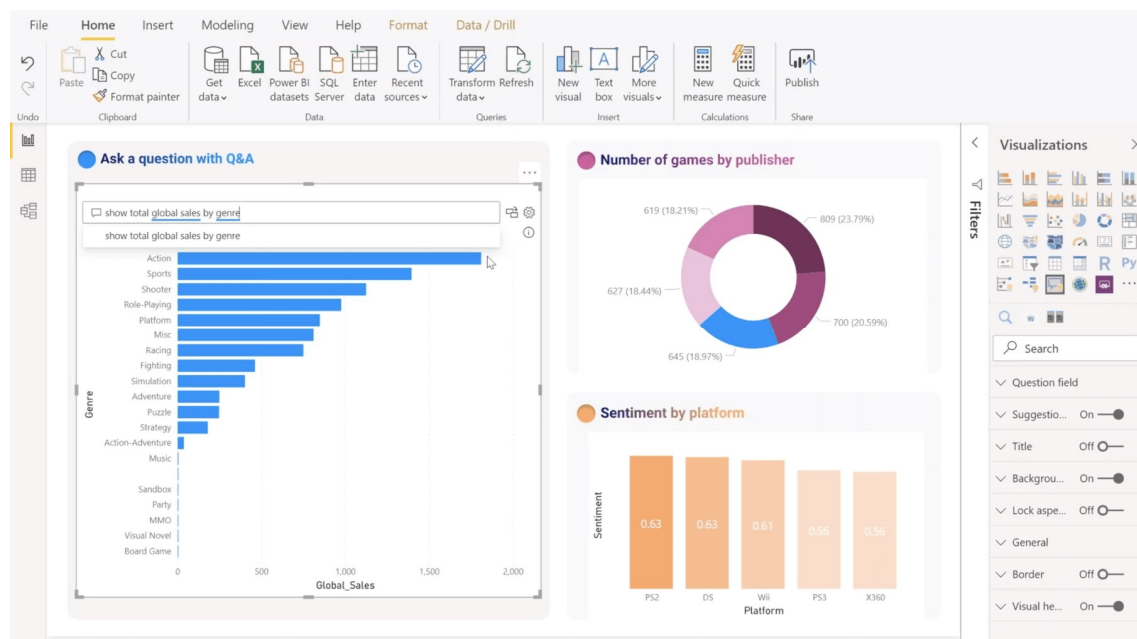 File Home Insert Modeling View Help Format Data / Drill
Paste
Cut
Copy
Format painter
Get data
Excel
Power BI datasets
SQL Server
Enter data
Recent sources
Transform data
Refresh
New visual
Text box
More visuals
New measure
Quick measure
Publish
Undo Clipboard Data Queries Insert Calculations Share
Ask a question with Q&A
show total global sales by genre
show total global sales by genre
Action
Sports
Shooter
Role-Playing
Platform
Misc
Racing
Fighting
Simulation
Adventure
Puzzle
Strategy
Action-Adventure
Music
Sandbox
Party
MMO
Visual Novel
Board Game
Genre
0 500 1,000 1,500 2,000
Global_Sales
Number of games by publisher
619 (18.21%)
809 (23.79%)
627 (18.44%)
700 (20.59%)
645 (18.97%)
Sentiment by platform
Sentiment
0.63 0.63 0.61 0.56 0.56
PS2 DS Wii PS3 X360
Platform
Filters
Visualizations
R Py
Search
Question field
Suggestio... On
Title Off
Backgrou... On
Lock aspe... Off
General
Border Off
Visual he... On